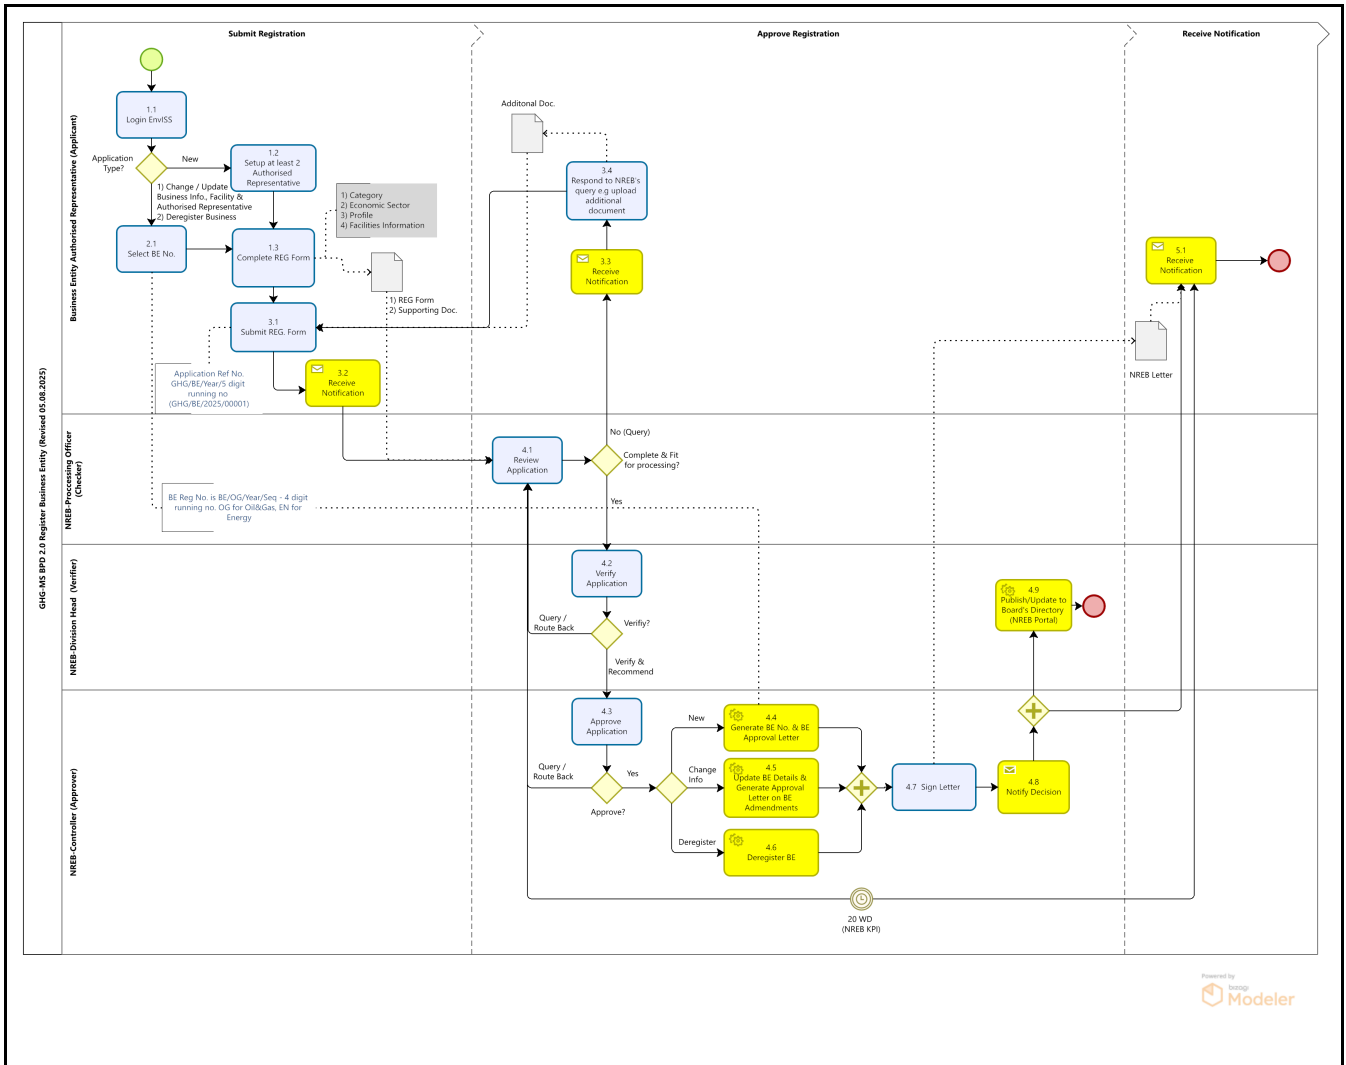 Submit Registration
Approve Registration
Receive Notification
GHG-MS BPD 2.0 Register Business Entity (Revised 05.08.2025)
Business Entity Authorised Representative (Applicant)
1.1
Login EnvISS
Application
Type?
New
1.2
Setup at least 2
Authorised
Representative
1) Change / Update
Business Info., Facility &
Authorised Representative
2) Deregister Business
2.1
Select BE No.
1.3
Complete REG Form
1) Category
2) Economic Sector
3) Profile
4) Facilities Information
1) REG Form
2) Supporting Doc.
3.1
Submit REG. Form
Application Ref No.
GHG/BE/Year/5 digit
running no
(GHG/BE/2025/00001)
3.2
Receive
Notification
Additonal Doc.
3.4
Respond to NREB's
query e.g upload
additional
document
3.3
Receive
Notification
5.1
Receive
Notification
NREB Letter
NREB-Proccessing Officer
(Checker)
4.1
Review
Application
No (Query)
Complete & Fit
for processing?
Yes
BE Reg No. is BE/OG/Year/Seq - 4 digit
running no. OG for Oil&Gas, EN for
Energy
NREB-Division Head (Verifier)
4.2
Verify
Application
Query /
Route Back
Verifiy?
Verify &
Recommend
4.9
Publish/Update to
Board's Directory
(NREB Portal)
NREB-Controller (Approver)
4.3
Approve
Application
Query /
Route Back
Yes
Approve?
New
Change
Info
Deregister
4.4
Generate BE No. & BE
Approval Letter
4.5
Update BE Details &
Generate Approval
Letter on BE
Admendments
4.6
Deregister BE
4.7 Sign Letter
4.8
Notify Decision
20 WD
(NREB KPI)
Powered by
bizagi
Modeler